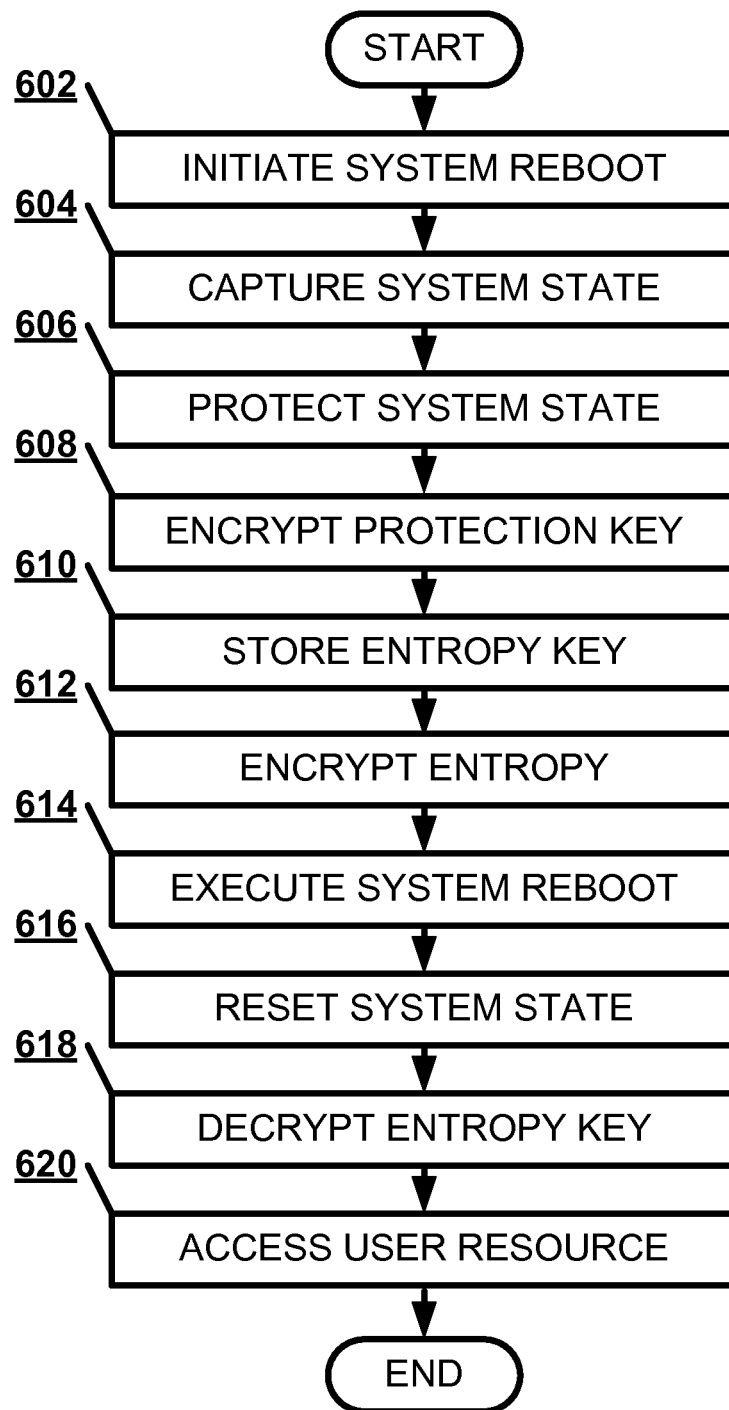 START
602
INITIATE SYSTEM REBOOT
604
CAPTURE SYSTEM STATE
606
PROTECT SYSTEM STATE
608
ENCRYPT PROTECTION KEY
610
STORE ENTROPY KEY
612
ENCRYPT ENTROPY
614
EXECUTE SYSTEM REBOOT
616
RESET SYSTEM STATE
618
DECRYPT ENTROPY KEY
620
ACCESS USER RESOURCE
END